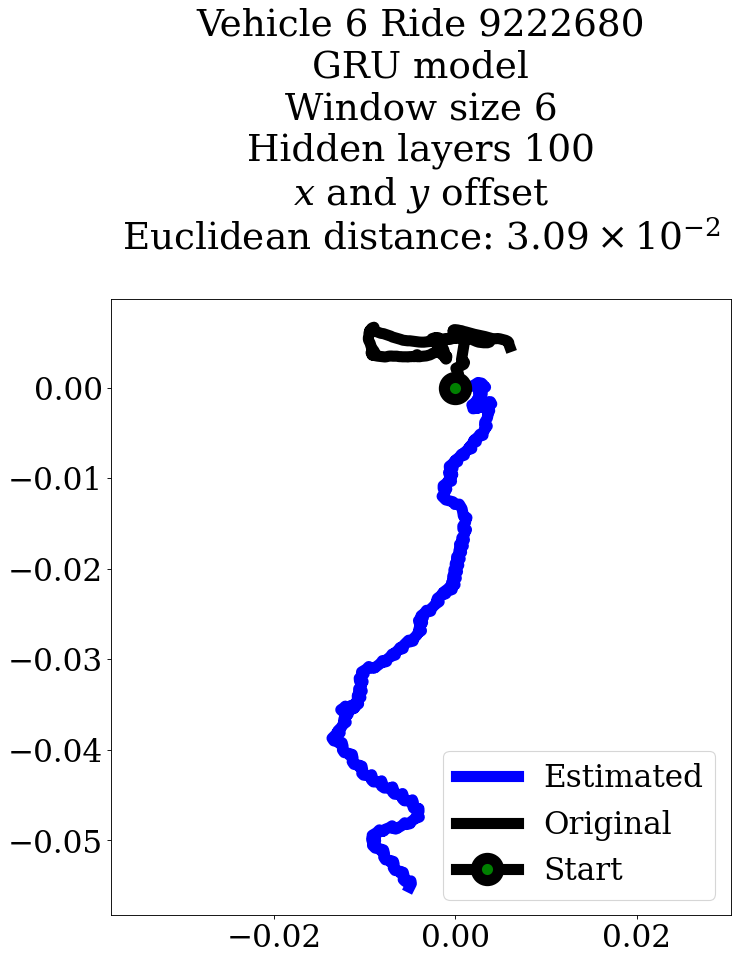 Vehicle 6 Ride 9222680
GRU model
Window size 6
Hidden layers 100
x and y offset
Euclidean distance: 3.09 × 10⁻²
0.00
−0.01
−0.02
−0.03
−0.04
−0.05
Estimated
Original
Start
−0.02
0.00
0.02